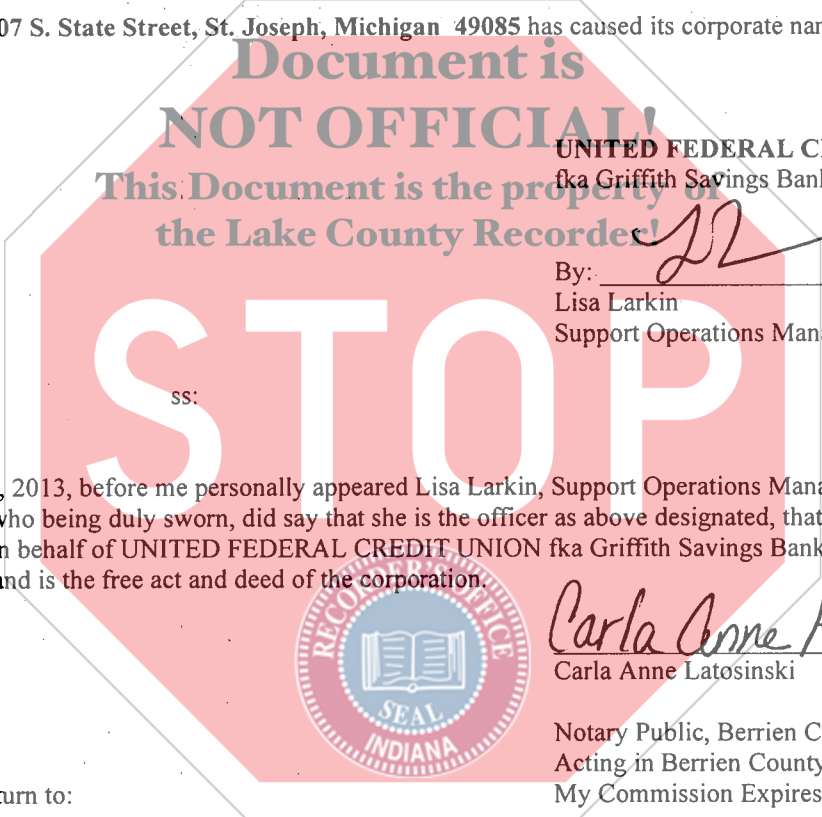 07 S. State Street, St. Joseph, Michigan 49085 has caused its corporate nam
Document is
NOT OFFICIAL!
UNITED FEDERAL C
This Document is the property of
fka Griffith Savings Bank
the Lake County Recorder!
By:
Lisa Larkin
Support Operations Mana
STOP
ss:
, 2013, before me personally appeared Lisa Larkin, Support Operations Mana
who being duly sworn, did say that she is the officer as above designated, that
n behalf of UNITED FEDERAL CREDIT UNION fka Griffith Savings Bank
and is the free act and deed of the corporation.
RECORDER'S OFFICE
SEAL
INDIANA
Carla Anne
Carla Anne Latosinski
Notary Public, Berrien C
Acting in Berrien County
My Commission Expires
urn to: